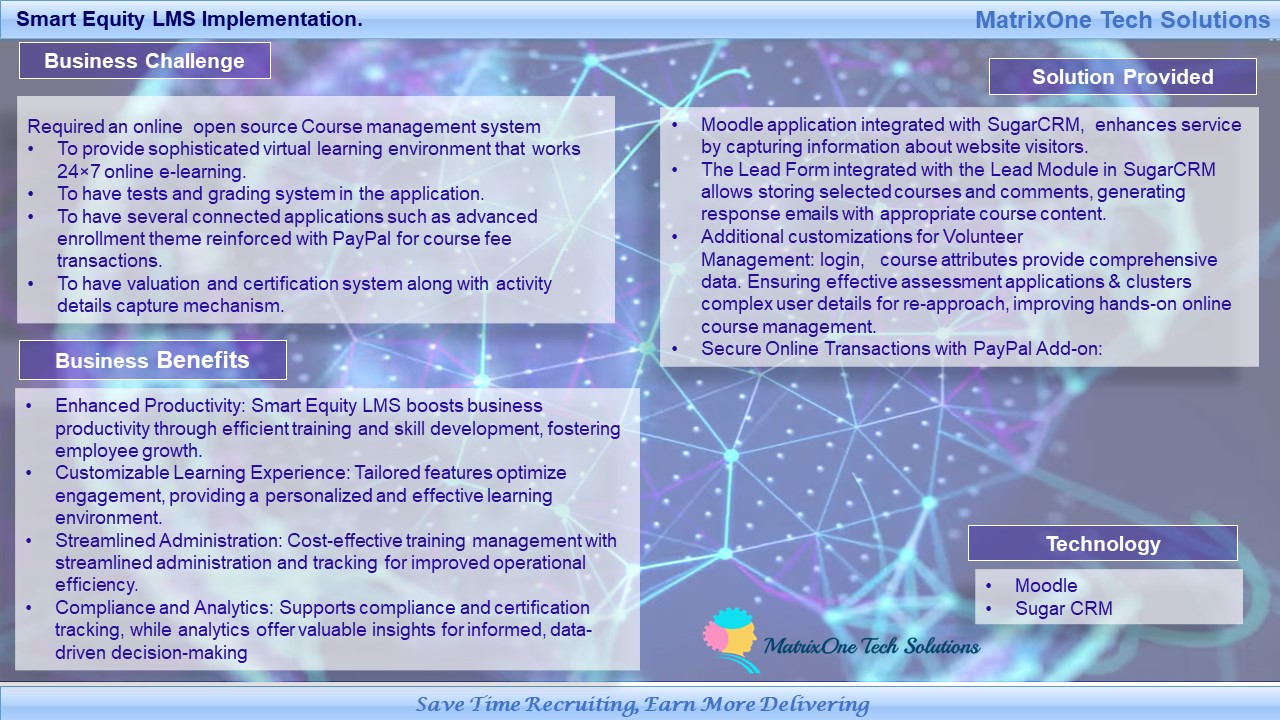 Smart Equity LMS Implementation.
MatrixOne Tech Solutions
Business Challenge
Required an online open source Course management system
• To provide sophisticated virtual learning environment that works
24×7 online e-learning.
• To have tests and grading system in the application.
• To have several connected applications such as advanced
enrollment theme reinforced with PayPal for course fee
transactions.
• To have valuation and certification system along with activity
details capture mechanism.
Solution Provided
• Moodle application integrated with SugarCRM, enhances service
by capturing information about website visitors.
• The Lead Form integrated with the Lead Module in SugarCRM
allows storing selected courses and comments, generating
response emails with appropriate course content.
• Additional customizations for Volunteer
Management: login, course attributes provide comprehensive
data. Ensuring effective assessment applications & clusters
complex user details for re-approach, improving hands-on online
course management.
• Secure Online Transactions with PayPal Add-on:
Business Benefits
• Enhanced Productivity: Smart Equity LMS boosts business
productivity through efficient training and skill development, fostering
employee growth.
• Customizable Learning Experience: Tailored features optimize
engagement, providing a personalized and effective learning
environment.
• Streamlined Administration: Cost-effective training management with
streamlined administration and tracking for improved operational
efficiency.
• Compliance and Analytics: Supports compliance and certification
tracking, while analytics offer valuable insights for informed, data-
driven decision-making
Technology
• Moodle
• Sugar CRM
MatrixOne Tech Solutions
Save Time Recruiting, Earn More Delivering